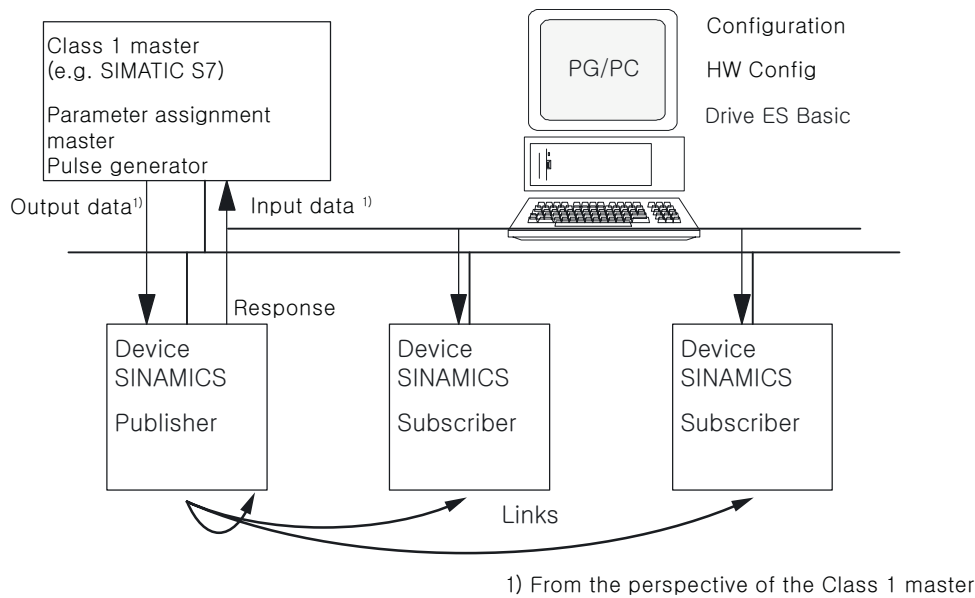 Class 1 master
(e.g. SIMATIC S7)
Parameter assignment
master
Pulse generator
PG/PC
Configuration
HW Config
Drive ES Basic
Output data1)
Input data 1)
Response
Device
SINAMICS
Publisher
Device
SINAMICS
Subscriber
Device
SINAMICS
Subscriber
Links
1) From the perspective of the Class 1 master